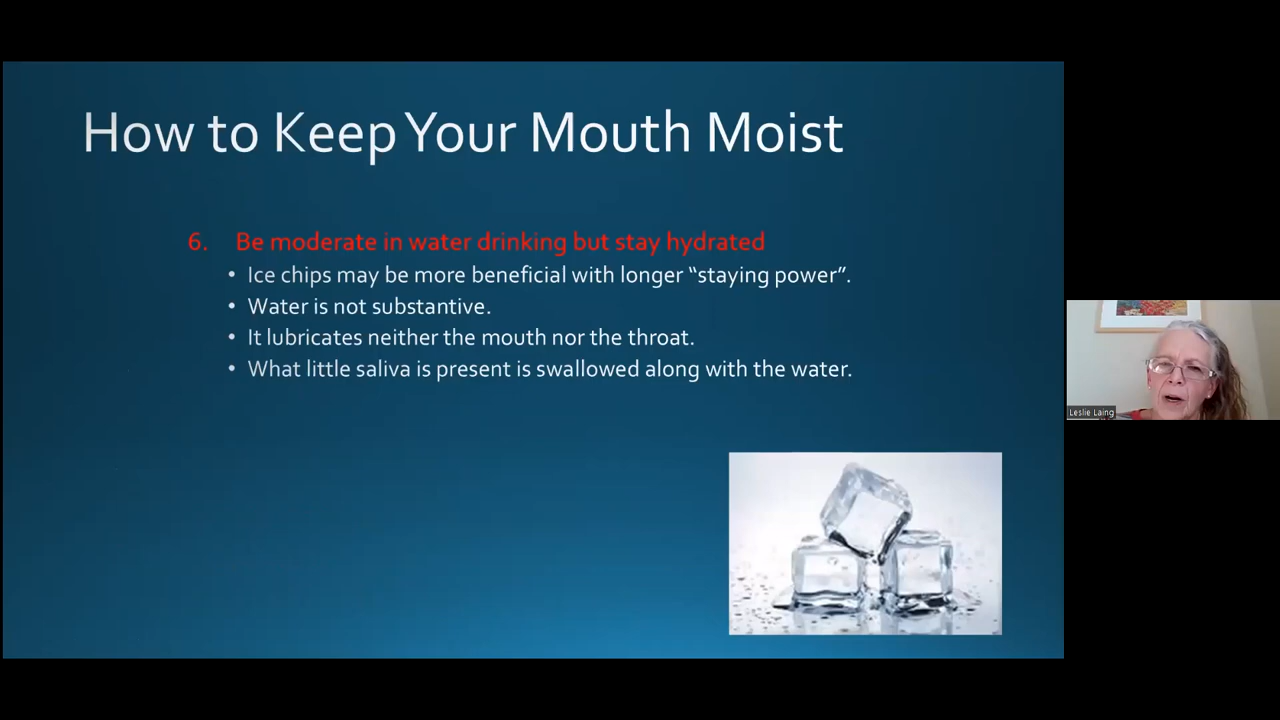 How to Keep Your Mouth Moist
6. Be moderate in water drinking but stay hydrated
• Ice chips may be more beneficial with longer “staying power”.
• Water is not substantive.
• It lubricates neither the mouth nor the throat.
• What little saliva is present is swallowed along with the water.
Leslie Laing